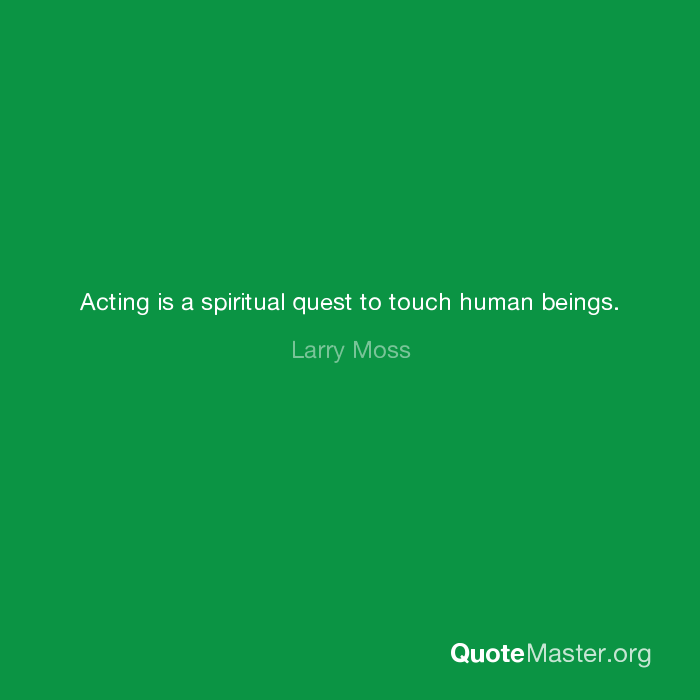 Acting is a spiritual quest to touch human beings.
Larry Moss
QuoteMaster.org